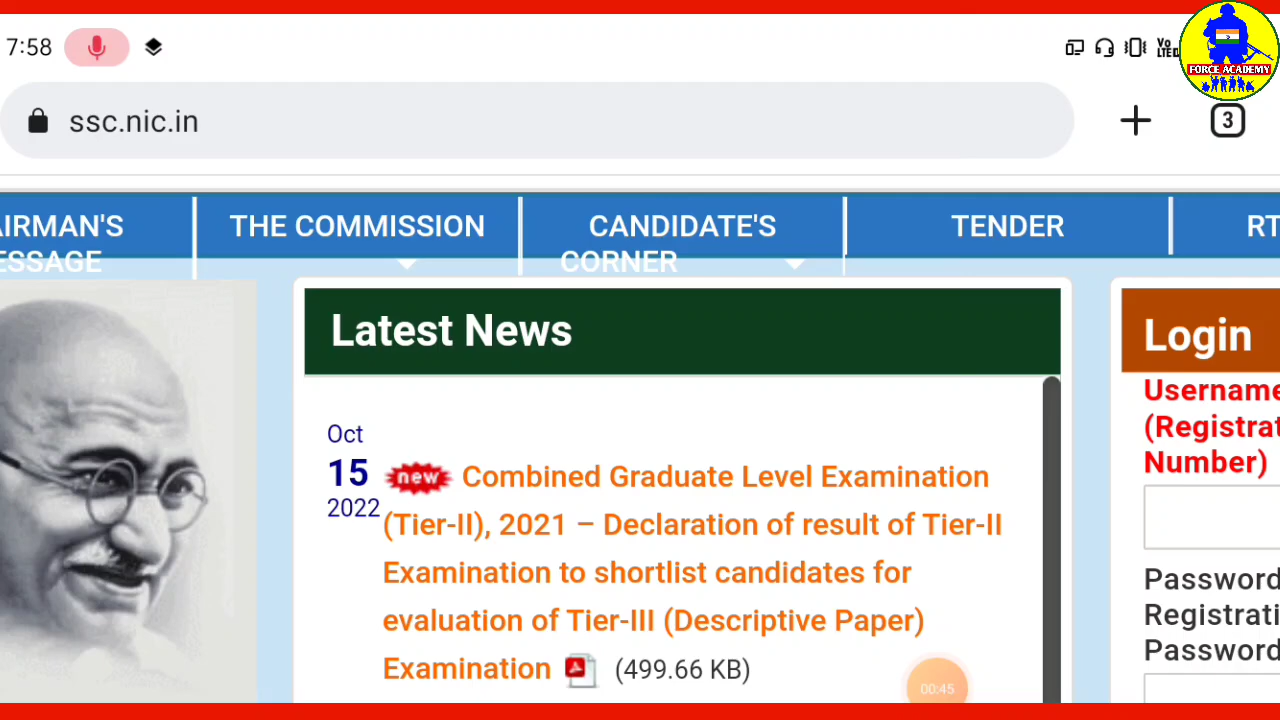 7:58
Vo
LTE
FORCE ACADEMY
ssc.nic.in
3
AIRMAN'S
ESSAGE
THE COMMISSION
CANDIDATE'S
CORNER
TENDER
RT
Latest News
Oct
15
2022
new Combined Graduate Level Examination
(Tier-II), 2021 – Declaration of result of Tier-II
Examination to shortlist candidates for
evaluation of Tier-III (Descriptive Paper)
Examination (499.66 KB)
00:45
Login
Username
(Registrat
Number)
Password
Registrati
Password